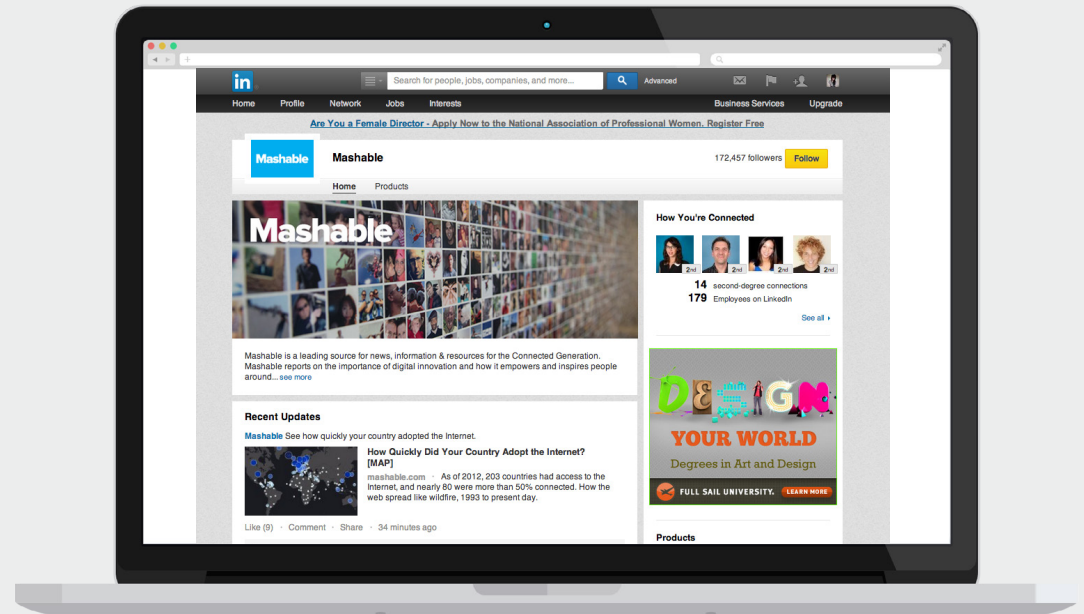 in
Search for people, jobs, companies, and more...
Advanced
Home Profile Network Jobs Interests Business Services Upgrade
Are You a Female Director - Apply Now to the National Association of Professional Women. Register Free
Mashable
Mashable
172,457 followers
Follow
Home Products
Mashable
Mashable is a leading source for news, information & resources for the Connected Generation.
Mashable reports on the importance of digital innovation and how it empowers and inspires people
around... see more
Recent Updates
Mashable See how quickly your country adopted the Internet.
How Quickly Did Your Country Adopt the Internet?
[MAP]
mashable.com · As of 2012, 203 countries had access to the
Internet, and nearly 80 were more than 50% connected. How the
web spread like wildfire, 1993 to present day.
Like (9) · Comment · Share · 34 minutes ago
How You're Connected
2nd 2nd 2nd 2nd
14 second-degree connections
179 Employees on LinkedIn
See all
DESIGN
YOUR WORLD
Degrees in Art and Design
FULL SAIL UNIVERSITY.
LEARN MORE
Products